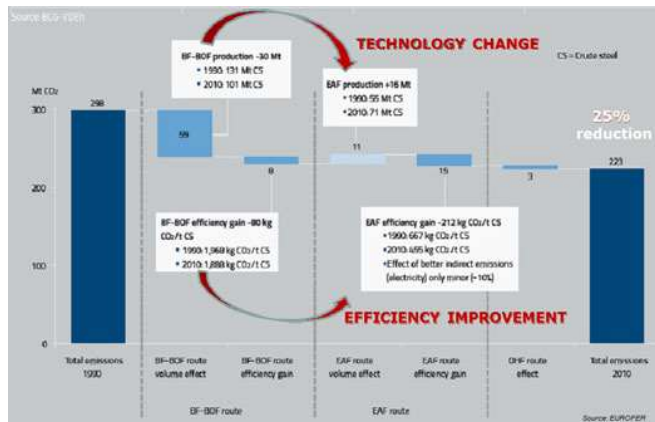 Source BCG-VDEh
TECHNOLOGY CHANGE
CS = Crude steel
BF-BOF production -30 Mt
1990: 131 Mt CS
2010: 101 Mt CS
EAF production +16 Mt
1990: 55 Mt CS
2010: 71 Mt CS
Mt CO₂
300
200
100
0
298
59
8
11
15
3
25%
reduction
223
BF-BOF efficiency gain -80 kg
CO₂/t CS
1990: 1,968 kg CO₂/t CS
2010: 1,888 kg CO₂/t CS
EAF efficiency gain -212 kg CO₂/t CS
1990: 667 kg CO₂/t CS
2010: 455 kg CO₂/t CS
Effect of better indirect emissions
(electricity) only minor (~10%)
EFFICIENCY IMPROVEMENT
Total emissions
1990
BF-BOF route
volume effect
BF-BOF route
efficiency gain
EAF route
volume effect
EAF route
efficiency gain
OHF route
effect
Total emissions
2010
BF-BOF route
EAF route
Source: EUROFER